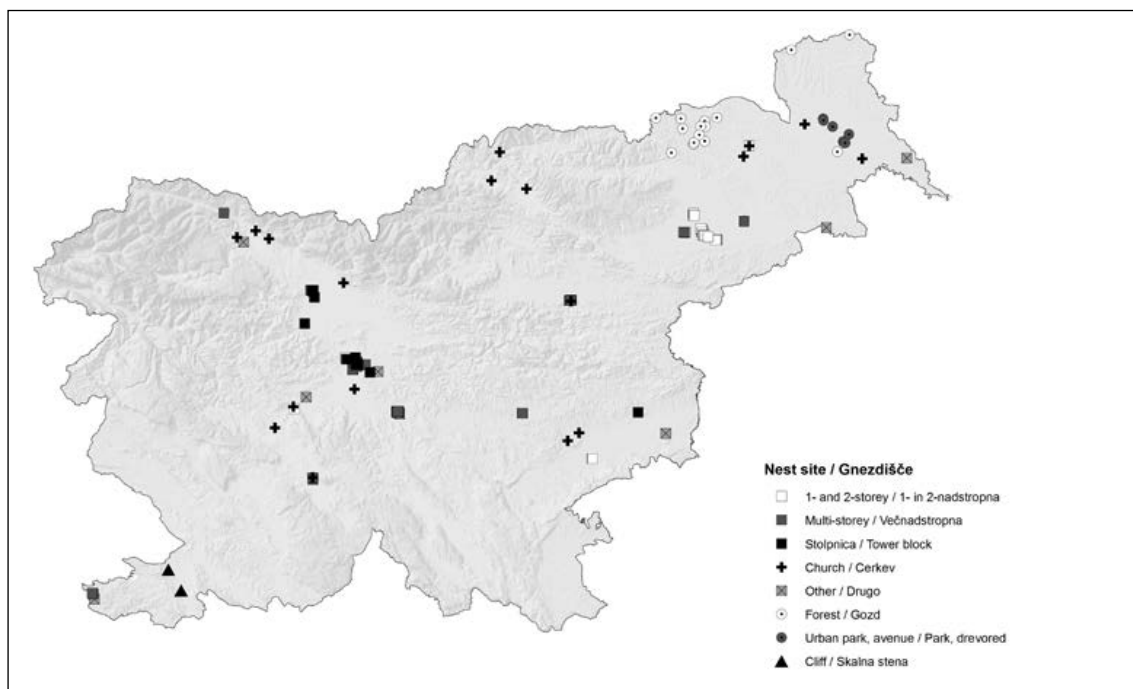 Nest site / Gnezdišče
1- and 2-storey / 1- in 2-nadstropna
Multi-storey / Večnadstropna
Stolpnica / Tower block
Church / Cerkev
Other / Drugo
Forest / Gozd
Urban park, avenue / Park, drevored
Cliff / Skalna stena